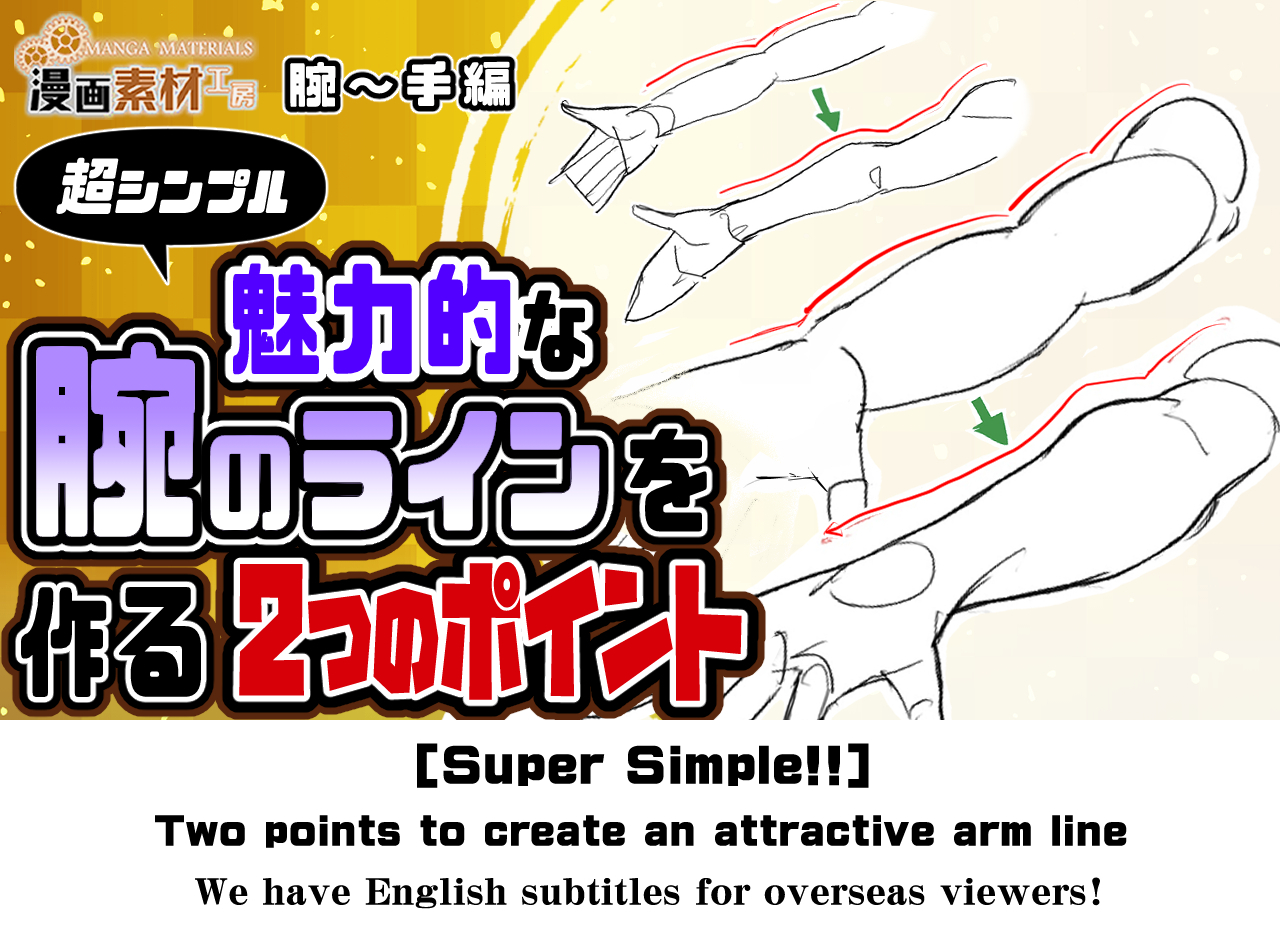 MANGA MATERIALS
漫画素材工房
腕～手編
超シンプル
魅力的な
腕のラインを
作る2つのポイント
[Super Simple!!]
Two points to create an attractive arm line
We have English subtitles for overseas viewers!